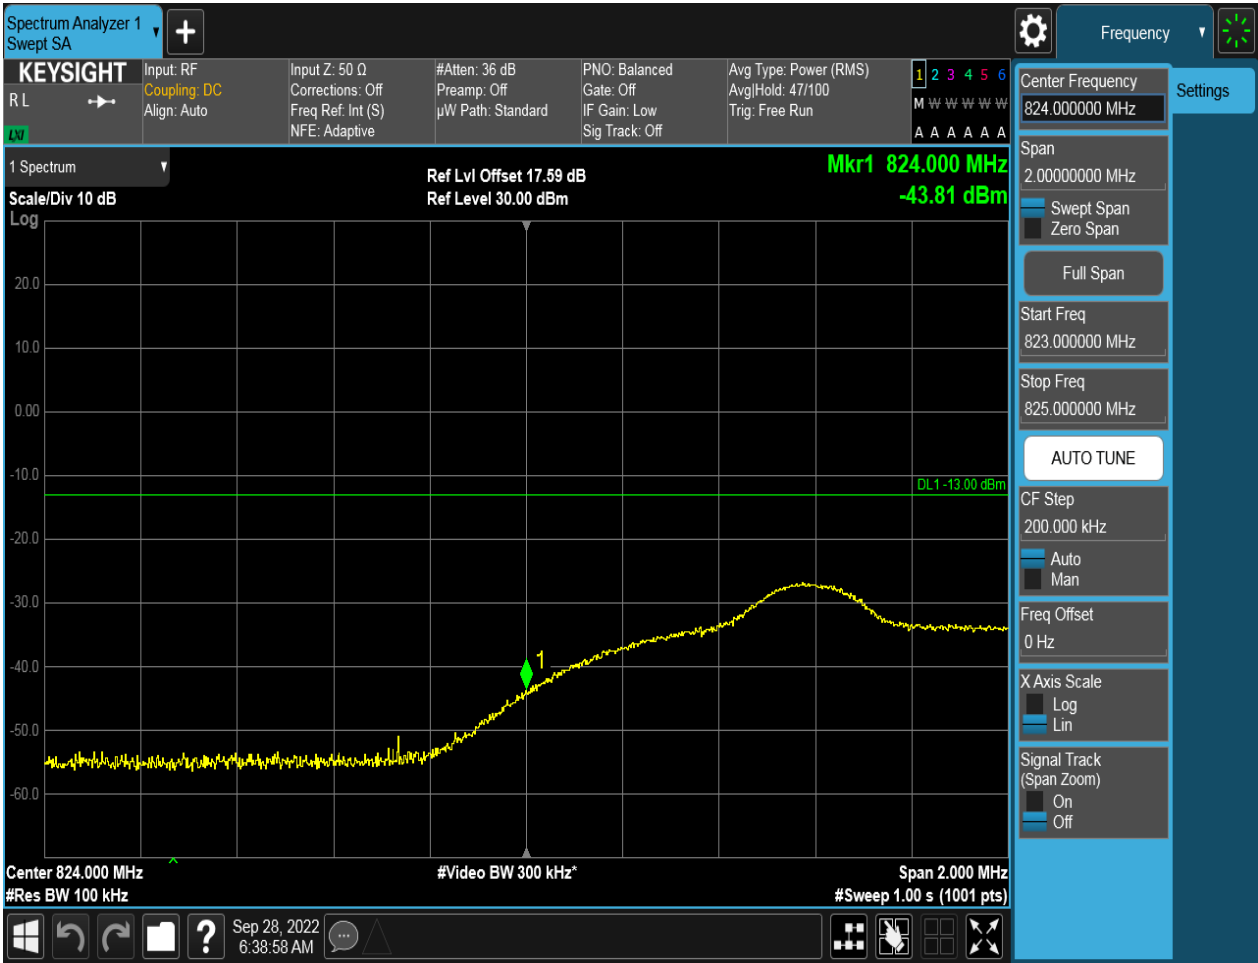 Spectrum Analyzer 1
Swept SA
+
Frequency
KEYSIGHT
R L
LXI
Input: RF
Coupling: DC
Align: Auto
Input Z: 50 Ω
Corrections: Off
Freq Ref: Int (S)
NFE: Adaptive
#Atten: 36 dB
Preamp: Off
µW Path: Standard
PNO: Balanced
Gate: Off
IF Gain: Low
Sig Track: Off
Avg Type: Power (RMS)
Avg|Hold: 47/100
Trig: Free Run
1 2 3 4 5 6
M W W W W W
A A A A A A
Center Frequency
824.000000 MHz
Settings
Span
2.00000000 MHz
Swept Span
Zero Span
Full Span
Start Freq
823.000000 MHz
Stop Freq
825.000000 MHz
AUTO TUNE
CF Step
200.000 kHz
Auto
Man
Freq Offset
0 Hz
X Axis Scale
Log
Lin
Signal Track
(Span Zoom)
On
Off
1 Spectrum
Scale/Div 10 dB
Log
Ref Lvl Offset 17.59 dB
Ref Level 30.00 dBm
Mkr1 824.000 MHz
-43.81 dBm
20.0
10.0
0.00
-10.0
DL1 -13.00 dBm
-20.0
-30.0
-40.0
1
-50.0
-60.0
Center 824.000 MHz
#Video BW 300 kHz*
Span 2.000 MHz
#Res BW 100 kHz
#Sweep 1.00 s (1001 pts)
?
Sep 28, 2022
6:38:58 AM